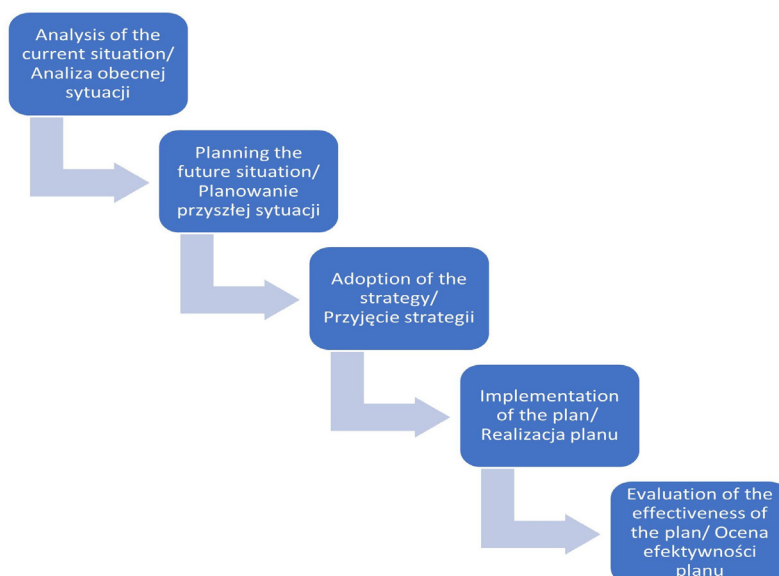 Analysis of the
current situation/
Analiza obecnej
sytuacji
Planning the
future situation/
Planowanie
przyszłej sytuacji
Adoption of the
strategy/
Przyjęcie strategii
Implementation
of the plan/
Realizacja planu
Evaluation of the
effectiveness of
the plan/ Ocena
efektywności
planu